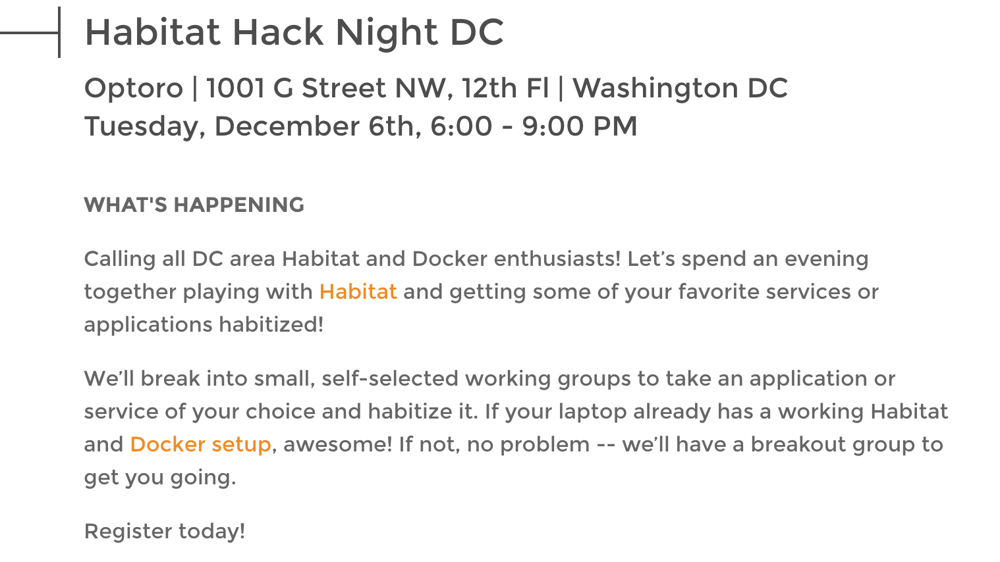 Habitat Hack Night DC
Optoro | 1001 G Street NW, 12th Fl | Washington DC
Tuesday, December 6th, 6:00 - 9:00 PM
WHAT'S HAPPENING
Calling all DC area Habitat and Docker enthusiasts! Let’s spend an evening
together playing with Habitat and getting some of your favorite services or
applications habitized!
We’ll break into small, self-selected working groups to take an application or
service of your choice and habitize it. If your laptop already has a working Habitat
and Docker setup, awesome! If not, no problem -- we’ll have a breakout group to
get you going.
Register today!